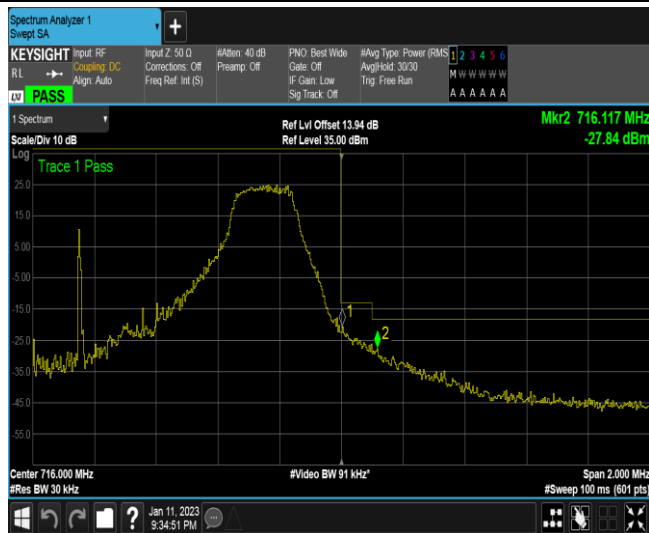 Spectrum Analyzer 1
Swept SA
+
KEYSIGHT
RL
PASS
Input: RF
Coupling: DC
Align: Auto
Input Z: 50 Ω
Corrections: Off
Freq Ref: Int (S)
#Atten: 40 dB
Preamp: Off
PNO: Best Wide
Gate: Off
IF Gain: Low
Sig Track: Off
#Avg Type: Power (RMS
Avg|Hold: 30/30
Trig: Free Run
1 2 3 4 5 6
M W W W W W
A A A A A A
1 Spectrum
Scale/Div 10 dB
Ref Lvl Offset 13.94 dB
Ref Level 35.00 dBm
Mkr2 716.117 MHz
-27.84 dBm
Log
Trace 1 Pass
25.0
15.0
5.00
-5.00
-15.0
-25.0
-35.0
-45.0
-55.0
1
2
Center 716.000 MHz
#Res BW 30 kHz
#Video BW 91 kHz*
Span 2.000 MHz
#Sweep 100 ms (601 pts)
?
Jan 11, 2023
9:34:51 PM